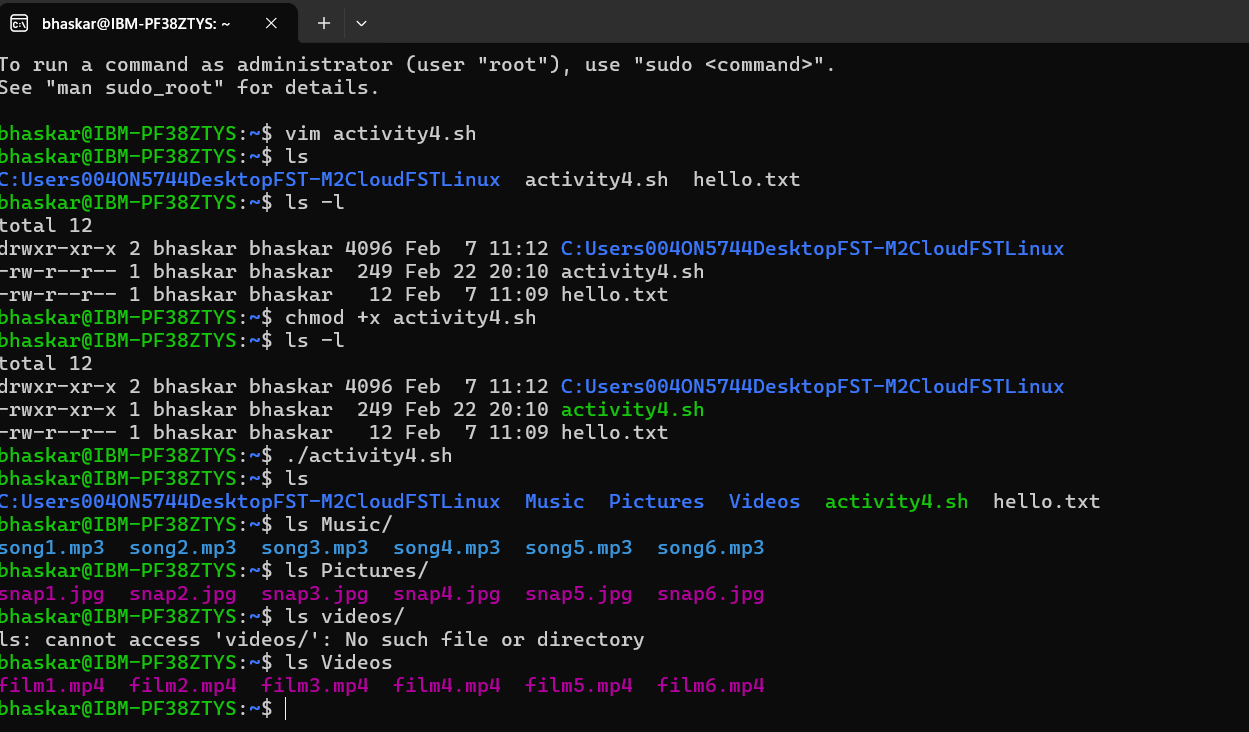 bhaskar@IBM-PF38ZTYS: ~
To run a command as administrator (user "root"), use "sudo <command>".
See "man sudo_root" for details.
bhaskar@IBM-PF38ZTYS:~$ vim activity4.sh
bhaskar@IBM-PF38ZTYS:~$ ls
C:Users004ON5744DesktopFST-M2CloudFSTLinux  activity4.sh  hello.txt
bhaskar@IBM-PF38ZTYS:~$ ls -l
total 12
drwxr-xr-x 2 bhaskar bhaskar 4096 Feb  7 11:12 C:Users004ON5744DesktopFST-M2CloudFSTLinux
-rw-r--r-- 1 bhaskar bhaskar  249 Feb 22 20:10 activity4.sh
-rw-r--r-- 1 bhaskar bhaskar   12 Feb  7 11:09 hello.txt
bhaskar@IBM-PF38ZTYS:~$ chmod +x activity4.sh
bhaskar@IBM-PF38ZTYS:~$ ls -l
total 12
drwxr-xr-x 2 bhaskar bhaskar 4096 Feb  7 11:12 C:Users004ON5744DesktopFST-M2CloudFSTLinux
-rwxr-xr-x 1 bhaskar bhaskar  249 Feb 22 20:10 activity4.sh
-rw-r--r-- 1 bhaskar bhaskar   12 Feb  7 11:09 hello.txt
bhaskar@IBM-PF38ZTYS:~$ ./activity4.sh
bhaskar@IBM-PF38ZTYS:~$ ls
C:Users004ON5744DesktopFST-M2CloudFSTLinux  Music  Pictures  Videos  activity4.sh  hello.txt
bhaskar@IBM-PF38ZTYS:~$ ls Music/
song1.mp3  song2.mp3  song3.mp3  song4.mp3  song5.mp3  song6.mp3
bhaskar@IBM-PF38ZTYS:~$ ls Pictures/
snap1.jpg  snap2.jpg  snap3.jpg  snap4.jpg  snap5.jpg  snap6.jpg
bhaskar@IBM-PF38ZTYS:~$ ls videos/
ls: cannot access 'videos/': No such file or directory
bhaskar@IBM-PF38ZTYS:~$ ls Videos
film1.mp4  film2.mp4  film3.mp4  film4.mp4  film5.mp4  film6.mp4
bhaskar@IBM-PF38ZTYS:~$